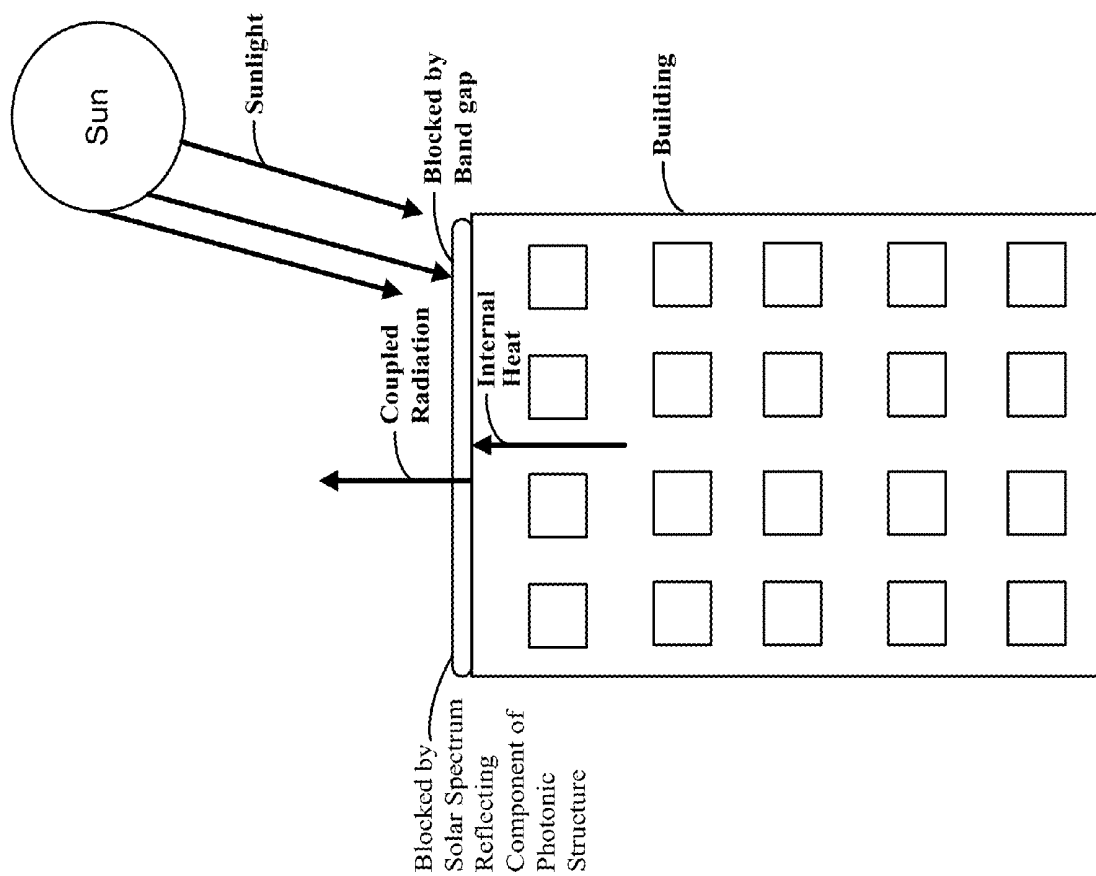 Sun
Sunlight
Blocked by
Band gap
Coupled
Radiation
Internal
Heat
Building
Blocked by
Solar Spectrum
Reflecting
Component of
Photonic
Structure